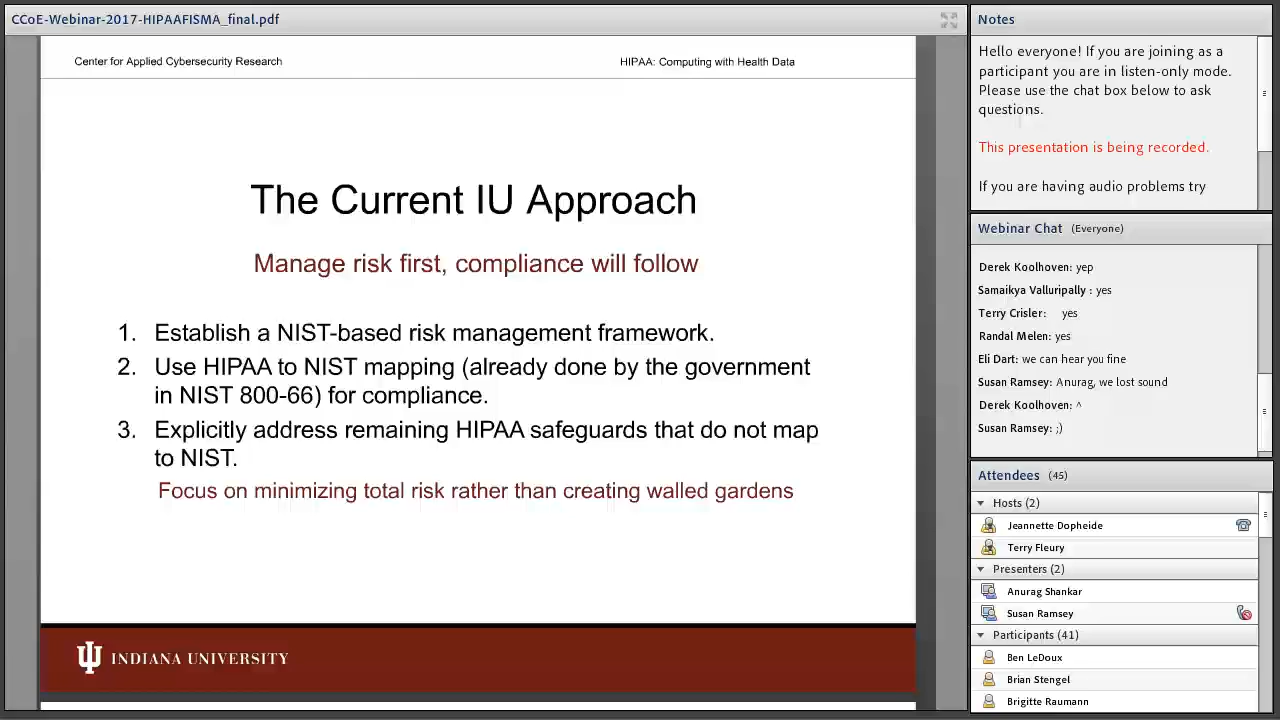 CCoE-Webinar-2017-HIPAAFISMA_final.pdf
Center for Applied Cybersecurity Research
HIPAA: Computing with Health Data
The Current IU Approach
Manage risk first, compliance will follow
1. Establish a NIST-based risk management framework.
2. Use HIPAA to NIST mapping (already done by the government
in NIST 800-66) for compliance.
3. Explicitly address remaining HIPAA safeguards that do not map
to NIST.
Focus on minimizing total risk rather than creating walled gardens
INDIANA UNIVERSITY
Notes
Hello everyone! If you are joining as a
participant you are in listen-only mode.
Please use the chat box below to ask
questions.
This presentation is being recorded.
If you are having audio problems try
Webinar Chat (Everyone)
Derek Koolhoven: yep
Samaikya Valluripally : yes
Terry Crisler: yes
Randal Melen: yes
Eli Dart: we can hear you fine
Susan Ramsey: Anurag, we lost sound
Derek Koolhoven: ^
Susan Ramsey: ;)
Attendees (45)
Hosts (2)
Jeannette Dopheide
Terry Fleury
Presenters (2)
Anurag Shankar
Susan Ramsey
Participants (41)
Ben LeDoux
Brian Stengel
Brigitte Raumann